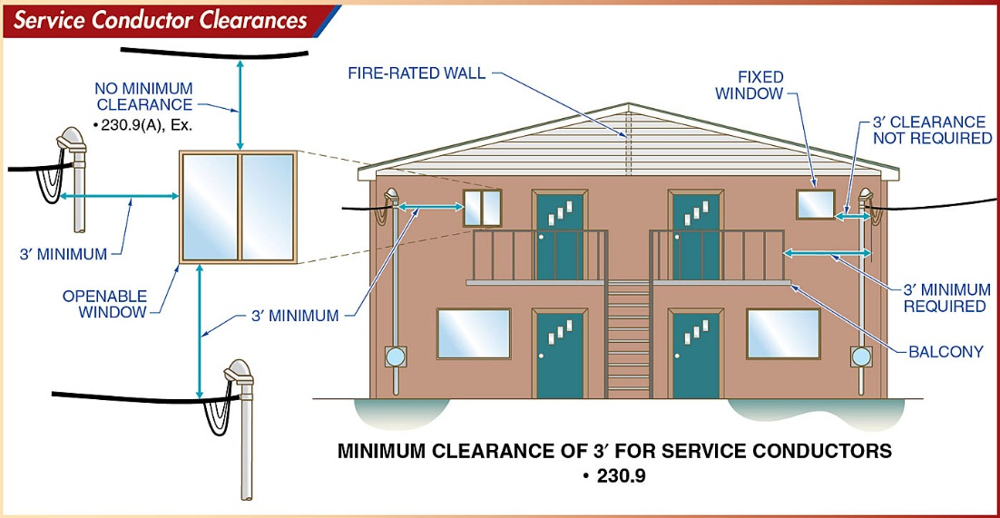 Service Conductor Clearances
NO MINIMUM
CLEARANCE
• 230.9(A), Ex.
3′ MINIMUM
OPENABLE
WINDOW
3′ MINIMUM
FIRE-RATED WALL
FIXED
WINDOW
3′ CLEARANCE
NOT REQUIRED
3′ MINIMUM
REQUIRED
BALCONY
MINIMUM CLEARANCE OF 3′ FOR SERVICE CONDUCTORS
• 230.9